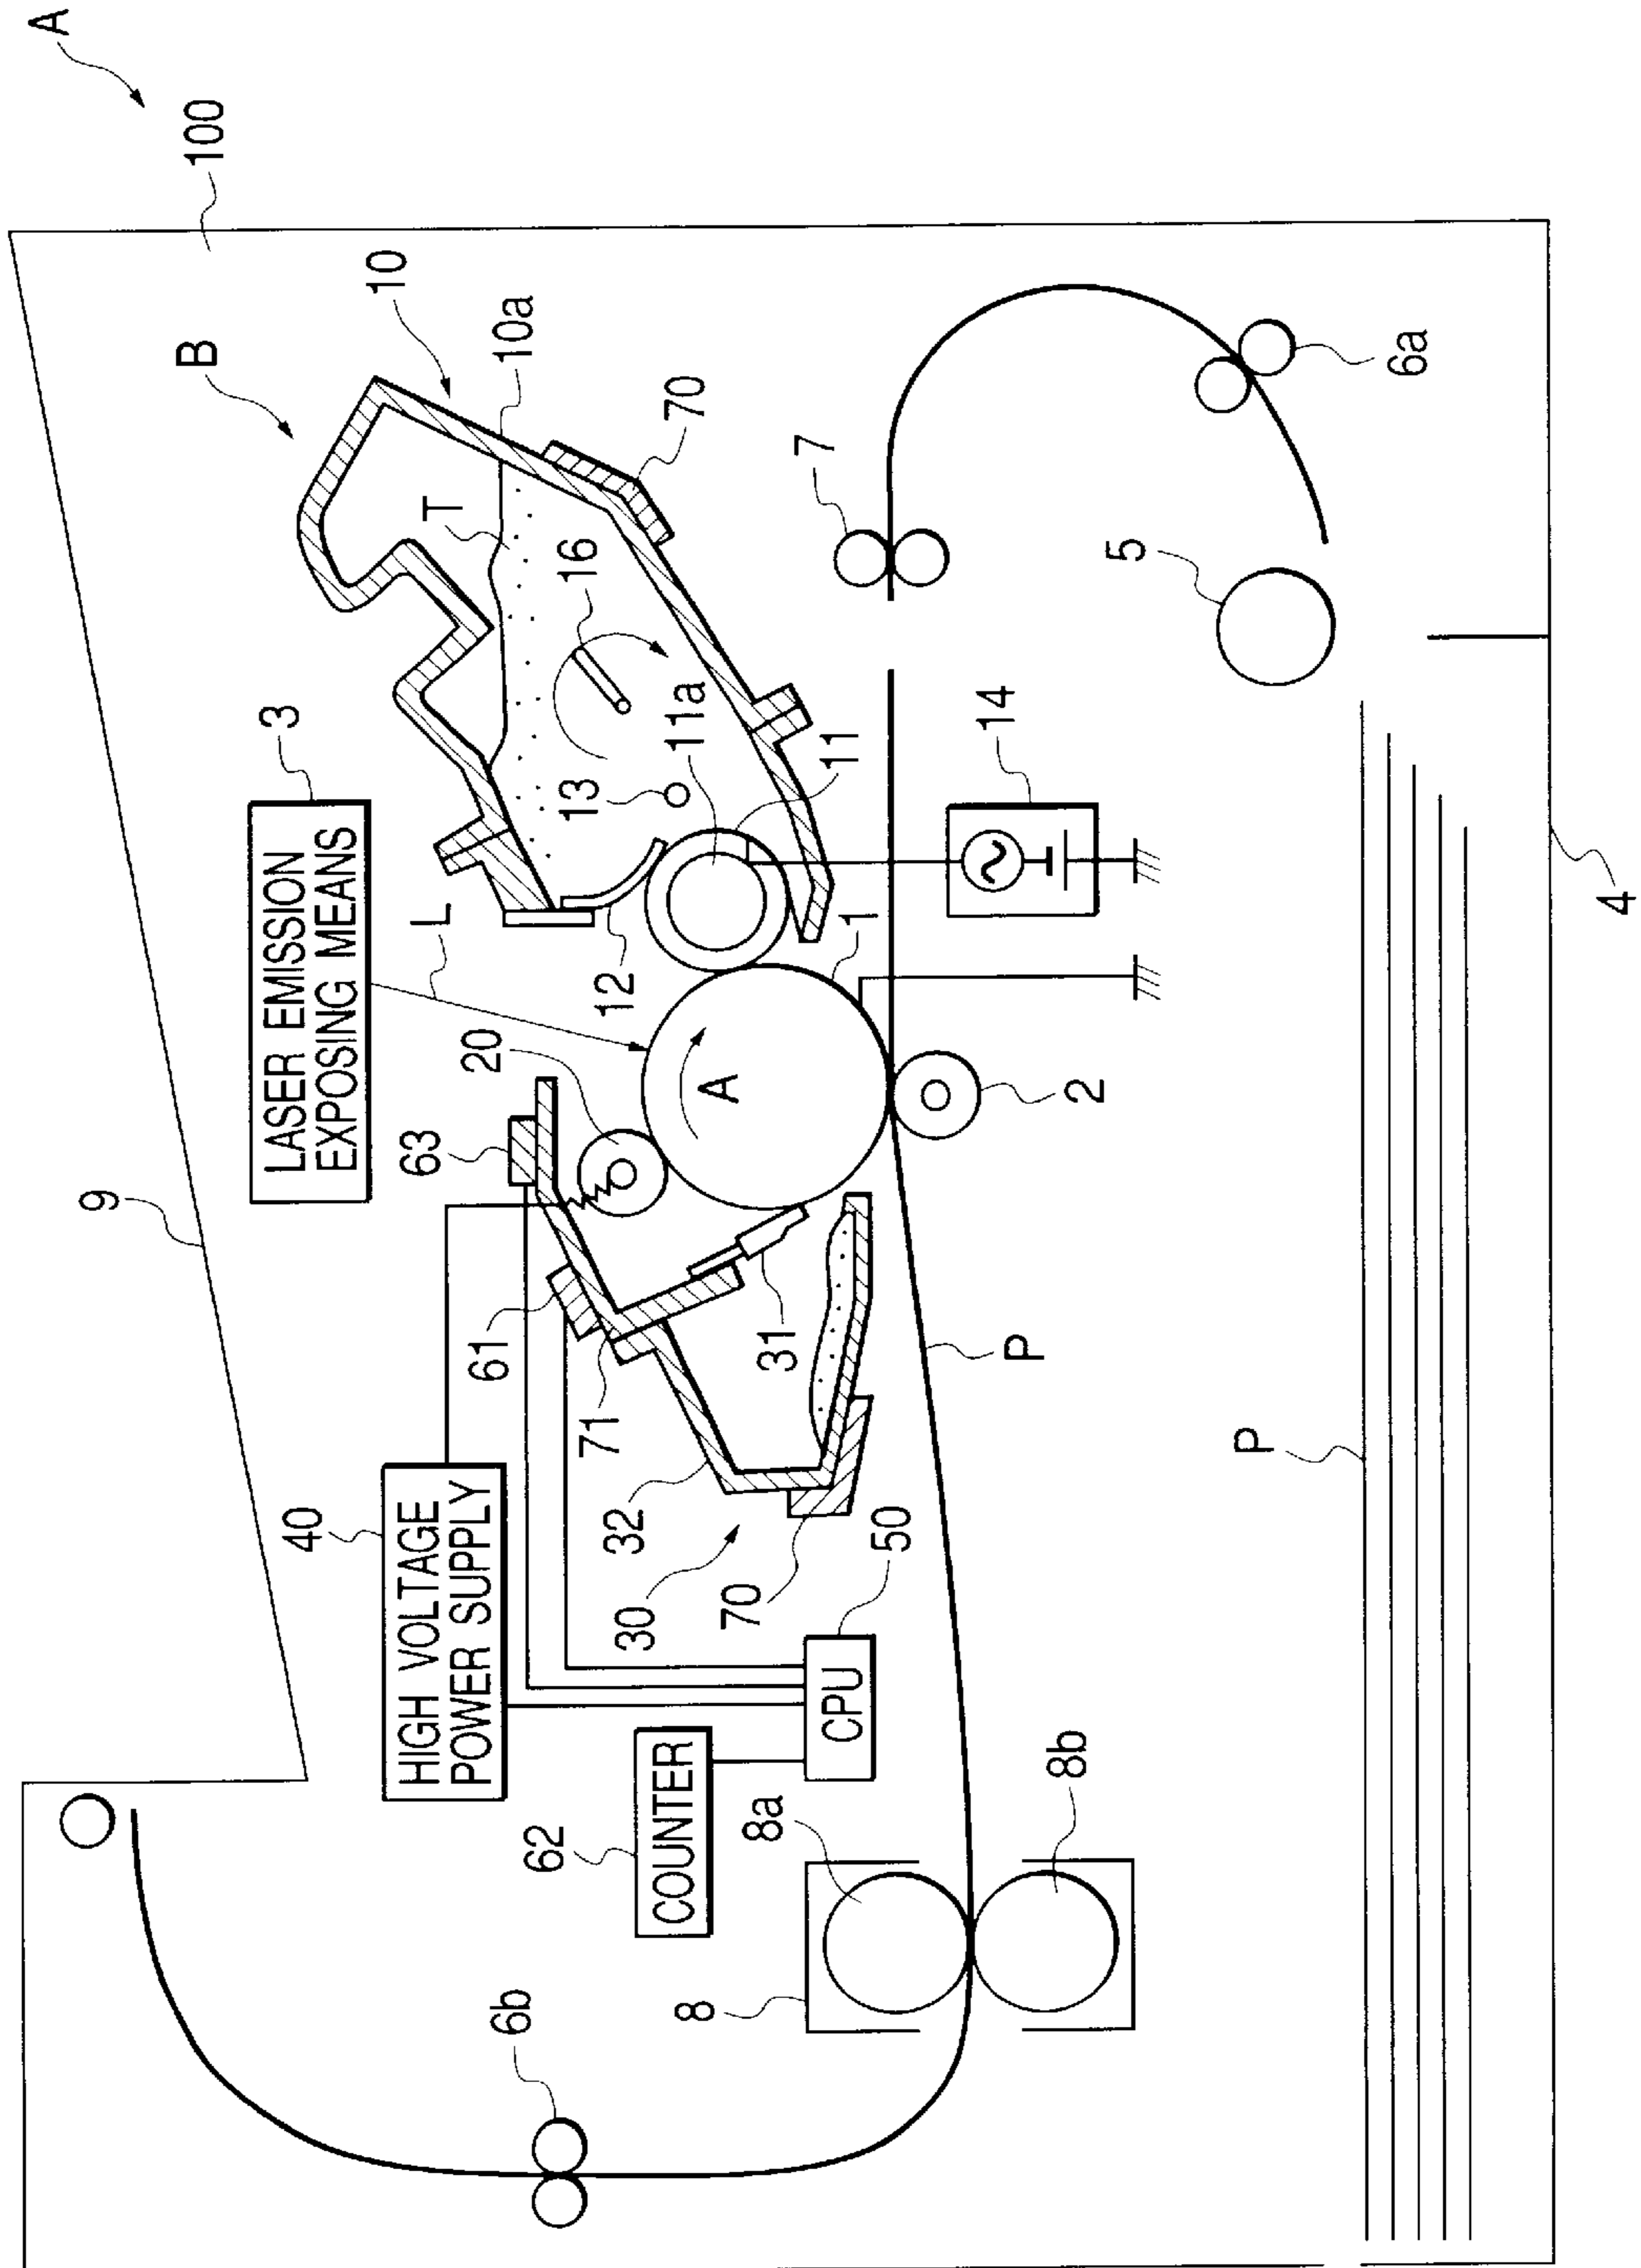 A
100
B
10
10a
70
T
16
7
6a
5
3
LASER EMISSION
EXPOSING MEANS
L
13
11a
11
14
12
1
4
9
20
A
63
2
61
31
71
P
P
40
HIGH VOLTAGE
POWER SUPPLY
32
30
70
50
CPU
62
COUNTER
8a
8b
8
6b